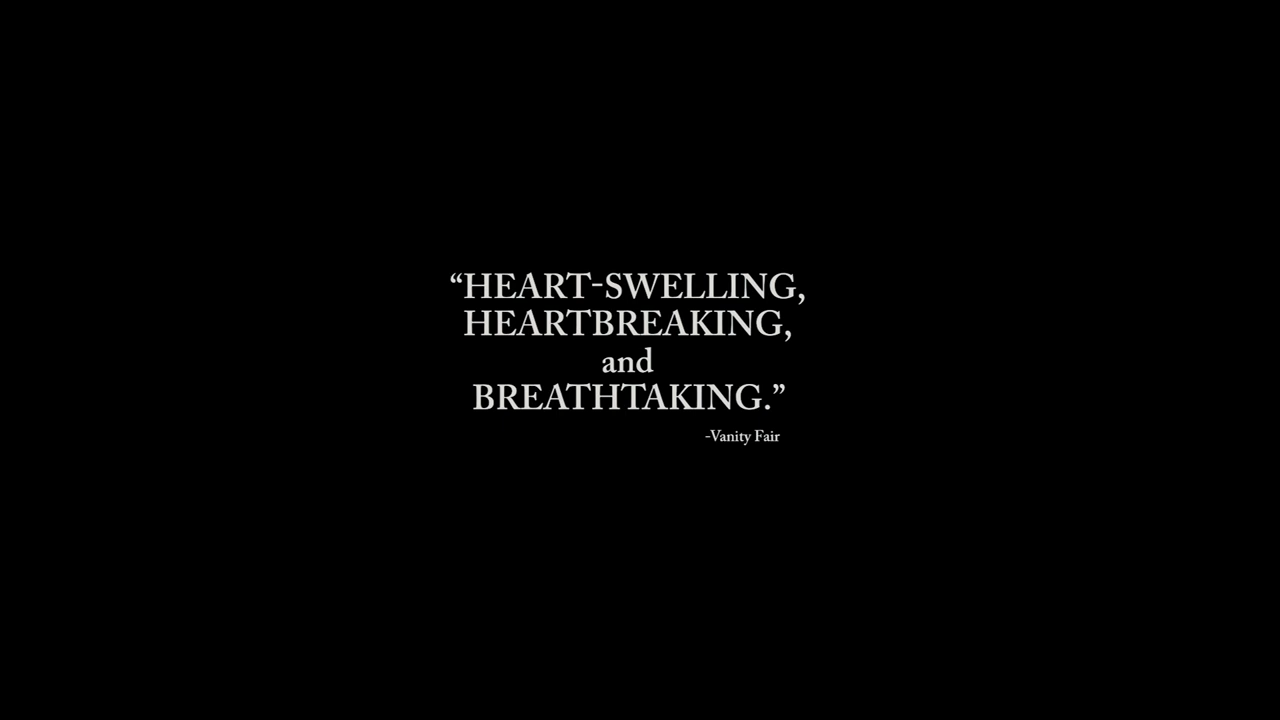 “HEART-SWELLING,
HEARTBREAKING,
and
BREATHTAKING.”
-Vanity Fair